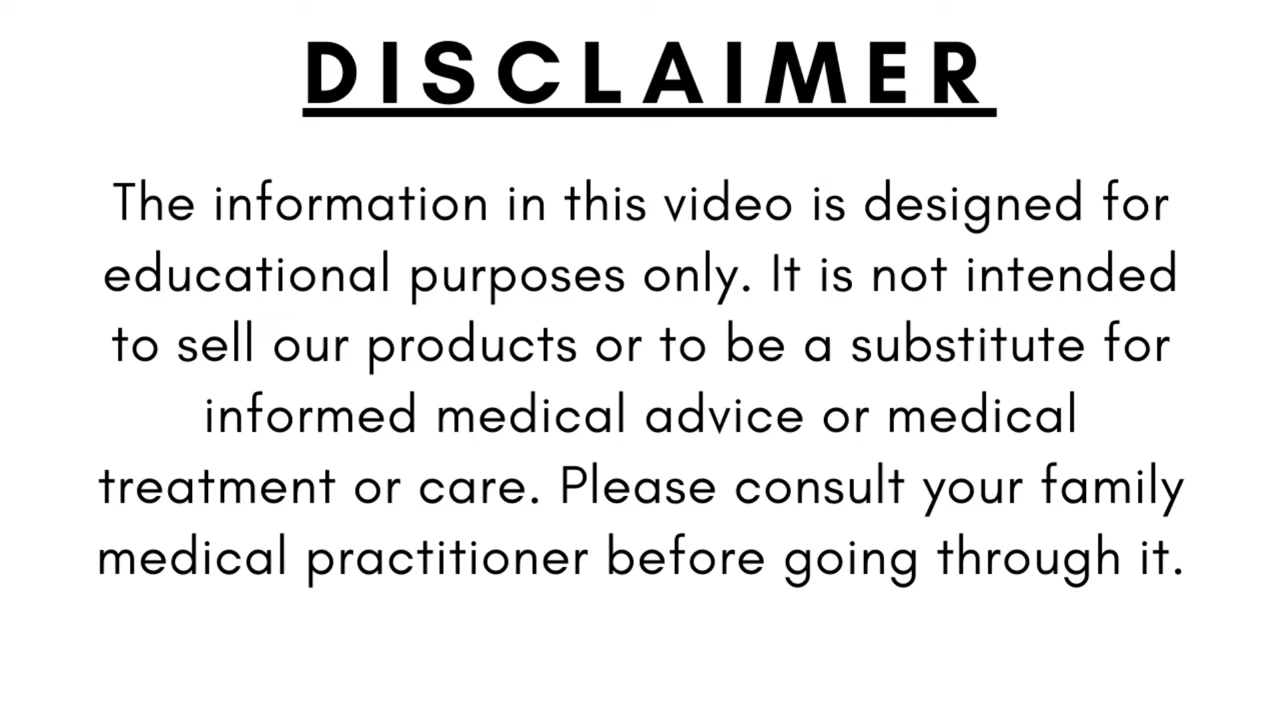 DISCLAIMER
The information in this video is designed for
educational purposes only. It is not intended
to sell our products or to be a substitute for
informed medical advice or medical
treatment or care. Please consult your family
medical practitioner before going through it.